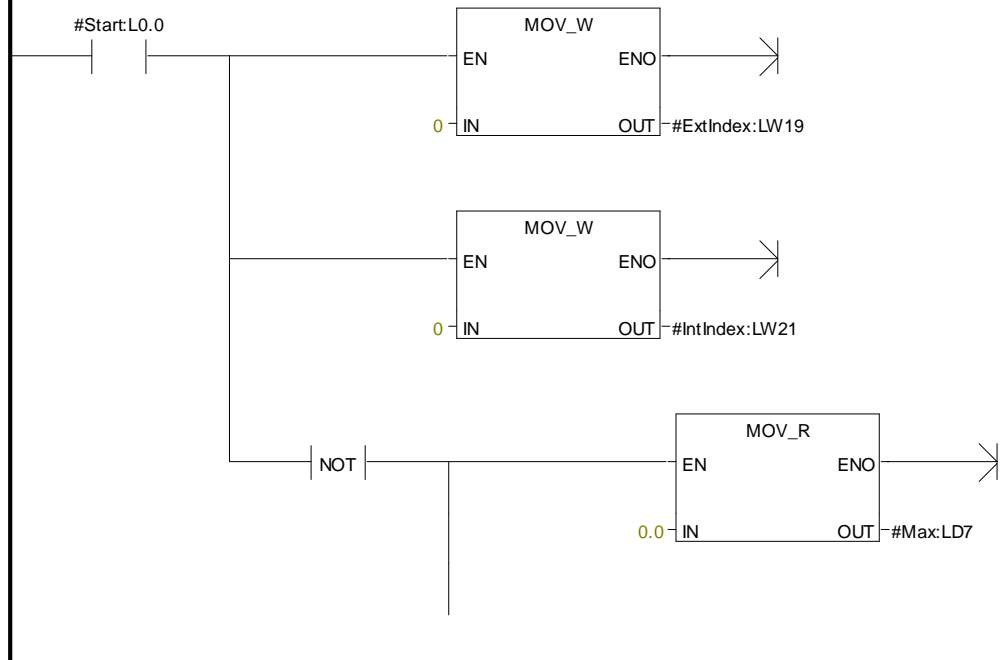 #Start:L0.0
MOV_W
EN ENO
0 IN OUT #ExtIndex:LW19
MOV_W
EN ENO
0 IN OUT #IntIndex:LW21
MOV_R
NOT EN ENO
0.0 IN OUT #Max:LD7